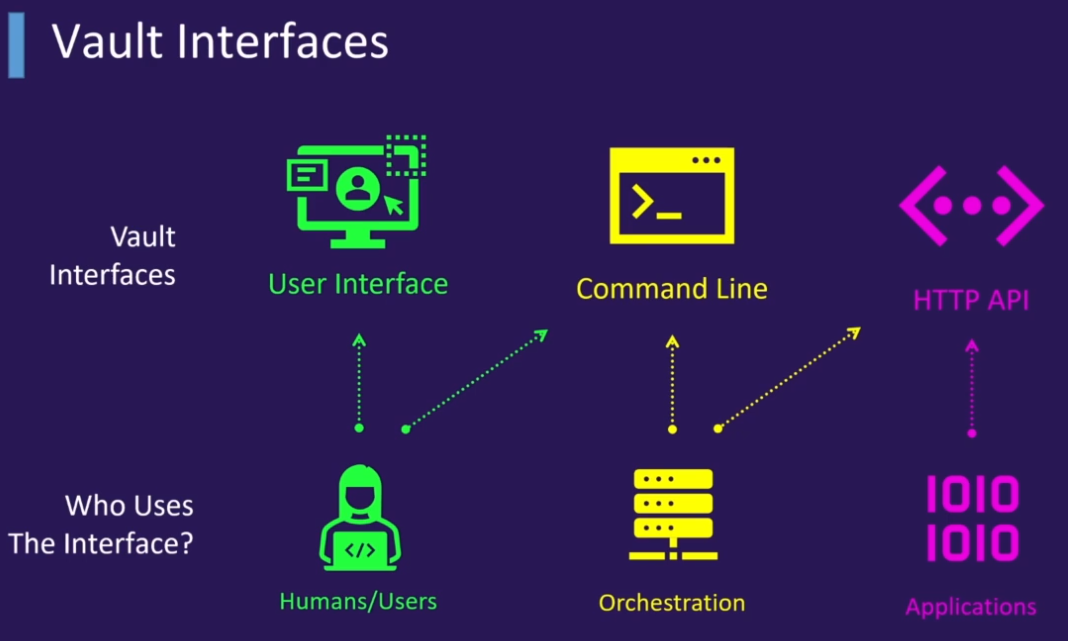 Vault Interfaces
Vault
Interfaces
User Interface
Command Line
HTTP API
Who Uses
The Interface?
</>
Humans/Users
Orchestration
1010
1010
Applications